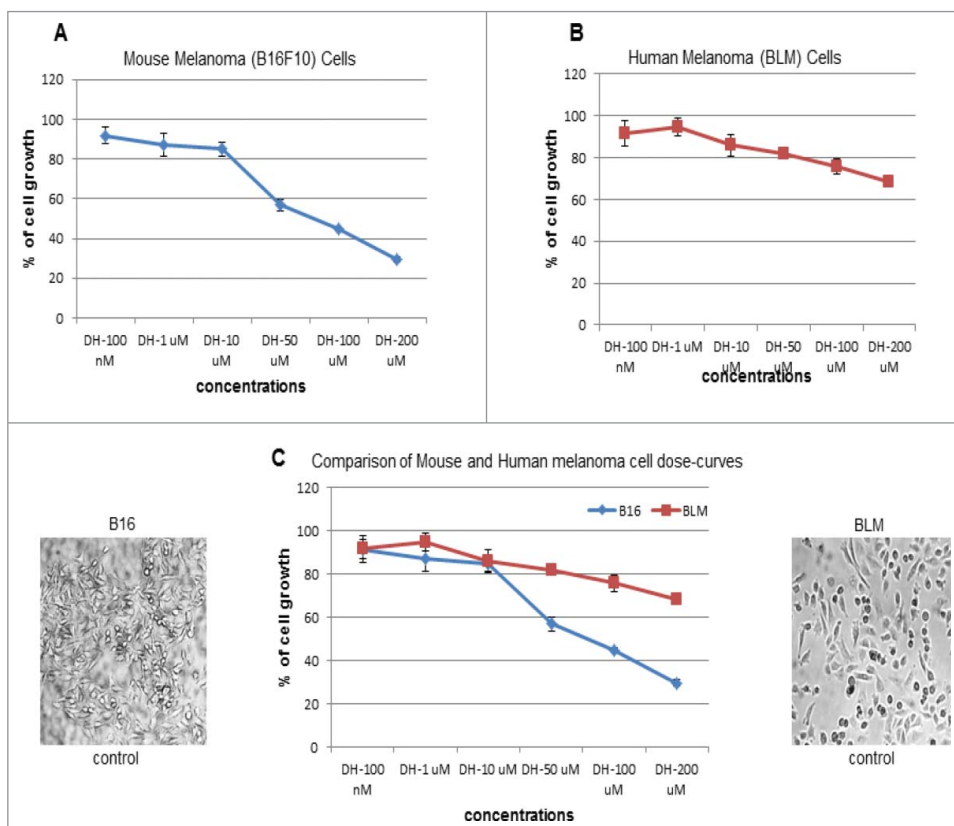 A
Mouse Melanoma (B16F10) Cells
120
100
80
60
40
20
0
% of cell growth
DH-100 DH-1 uM DH-10 DH-50 DH-100 DH-200
nM uM uM uM uM
concentrations
B
Human Melanoma (BLM) Cells
120
100
80
60
40
20
0
% of cell growth
DH-100 DH-1 uM DH-10 DH-50 DH-100 DH-200
nM uM uM uM uM
concentrations
C
Comparison of Mouse and Human melanoma cell dose-curves
B16
control
120
100
80
60
40
20
0
% of cell growth
B16 BLM
DH-100 DH-1 uM DH-10 uM DH-50 uM DH-100 DH-200
nM uM uM
concentrations
BLM
control